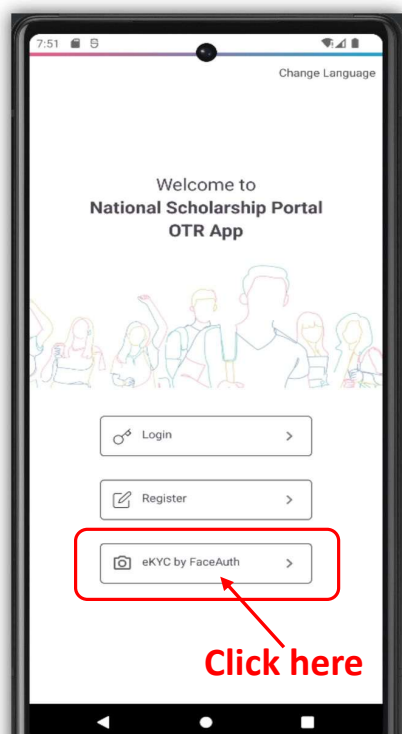 7:51
Change Language
Welcome to
National Scholarship Portal
OTR App
Login
Register
eKYC by FaceAuth
Click here